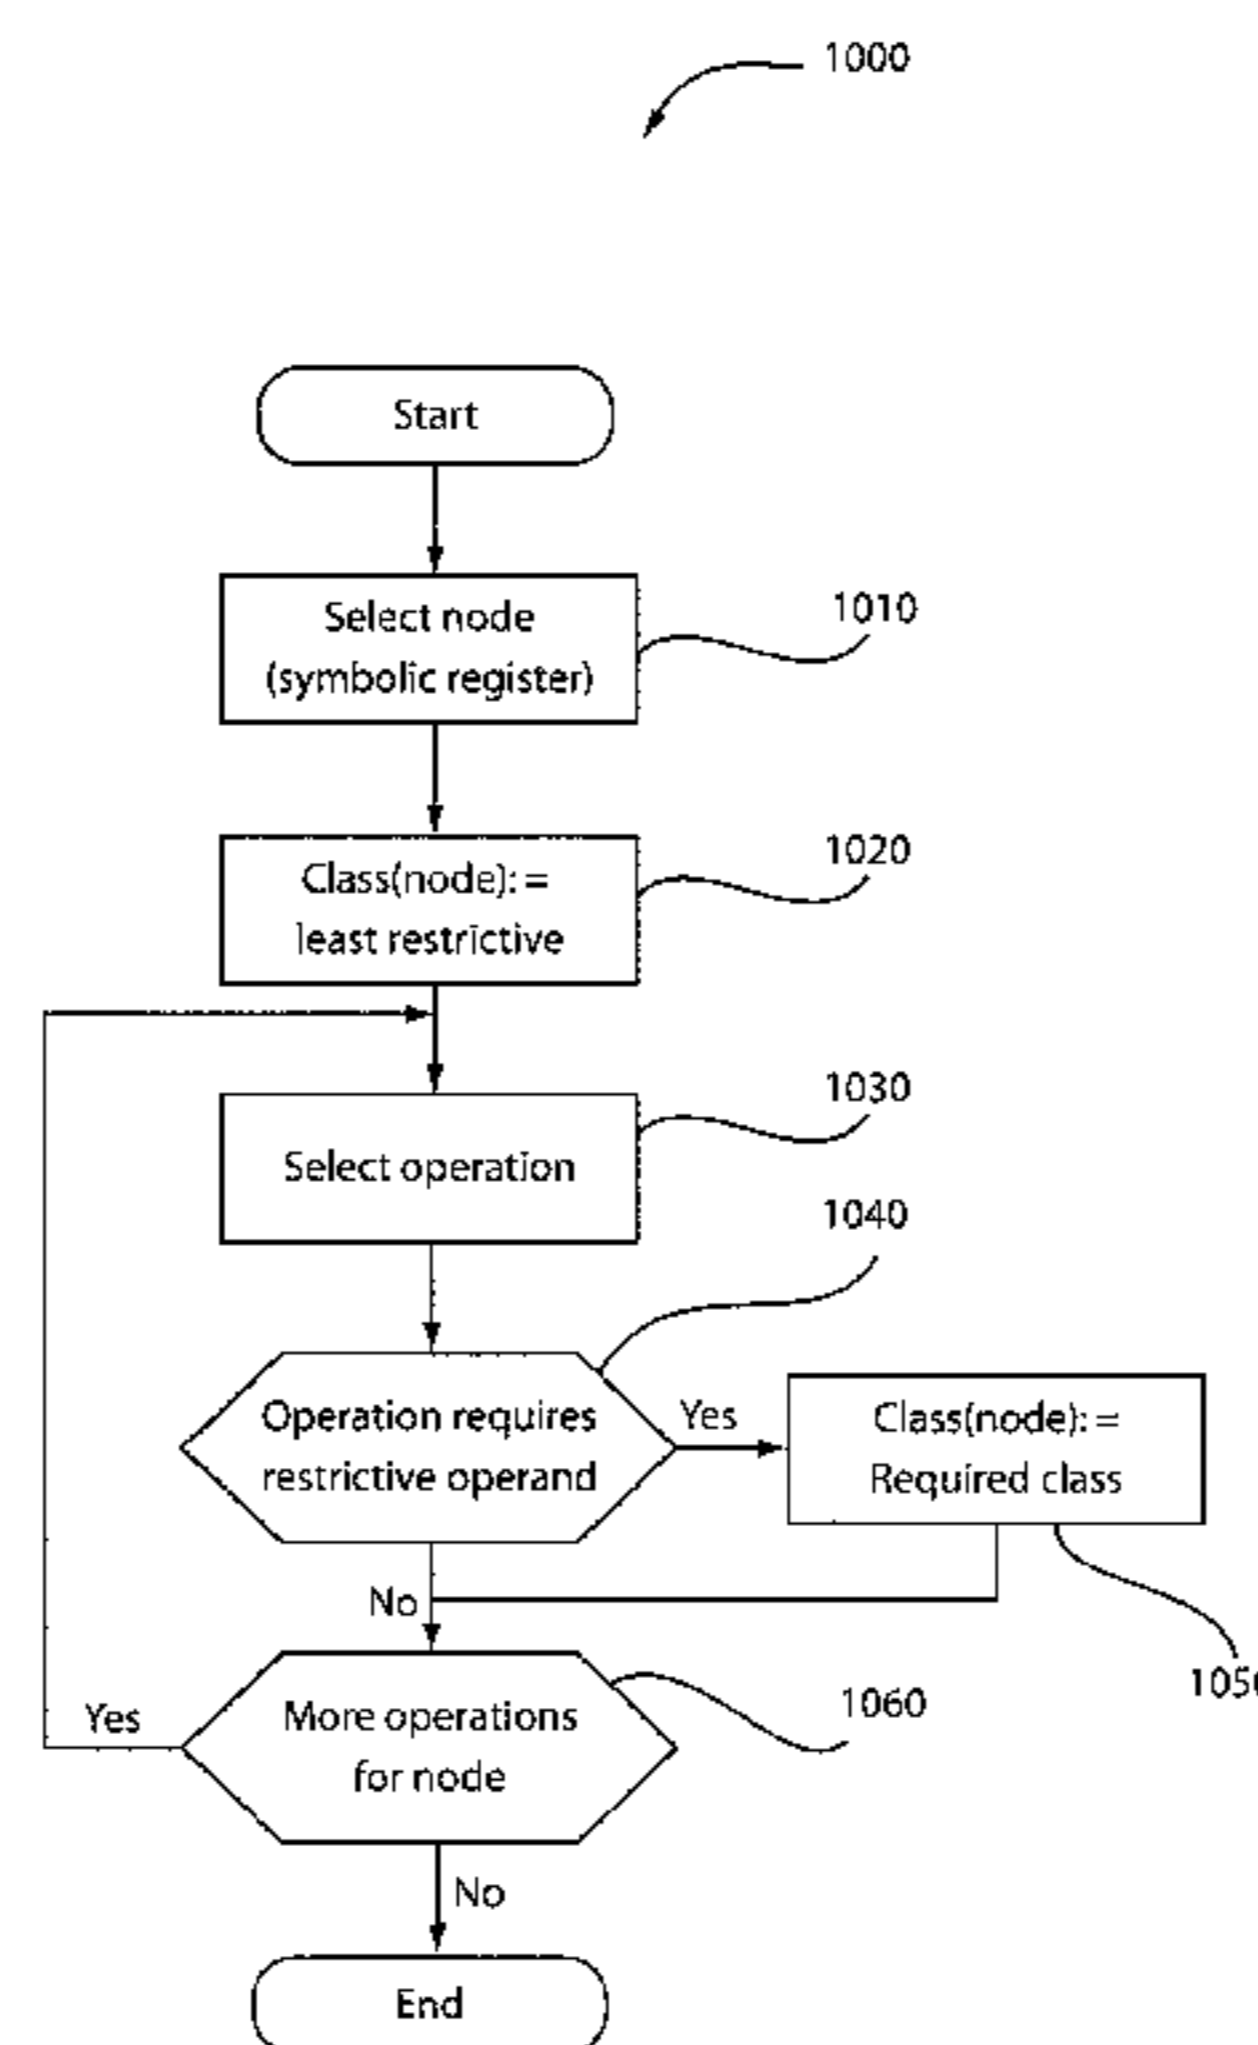 1000
Start
Select node
(symbolic register)
1010
Class(node): =
least restrictive
1020
Select operation
1030
1040
Operation requires
restrictive operand
Yes
Class(node): =
Required class
No
More operations
for node
Yes
1060
No
End